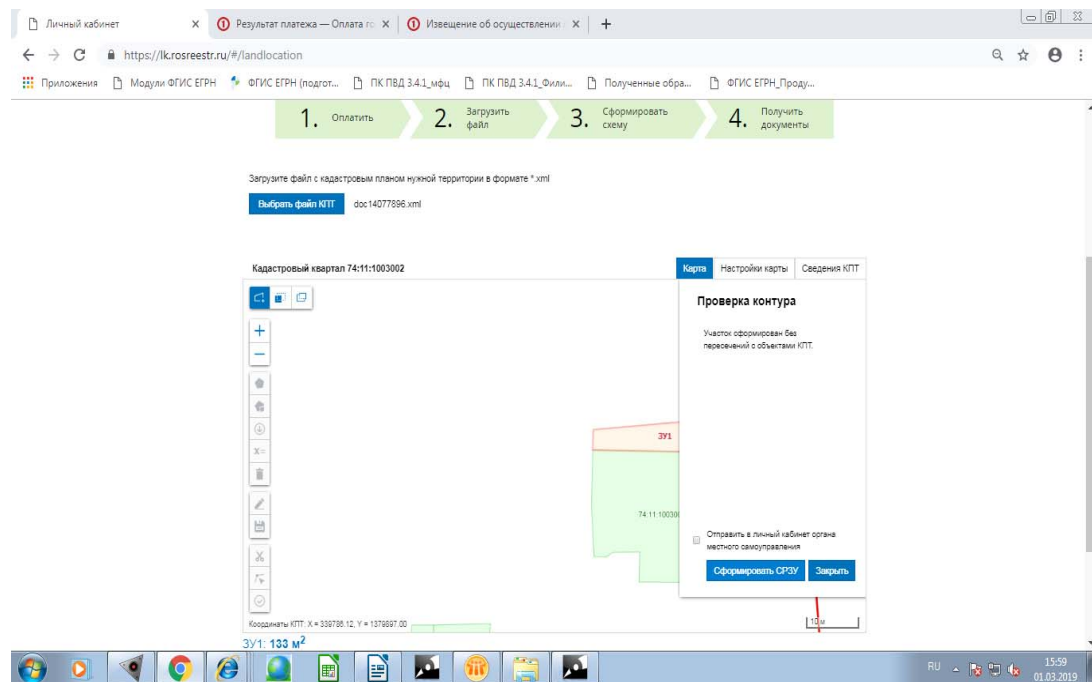 Личный кабинет
Результат платежа — Оплата го
Извещение об осуществлении
https://lk.rosreestr.ru/#/landlocation
Приложения
Модули ФГИС ЕГРН
ФГИС ЕГРН (подгот...
ПК ПВД 3.4.1_мфц
ПК ПВД 3.4.1_Фили...
Полученные обра...
ФГИС ЕГРН_Проду...
1. Оплатить
2. Загрузить
файл
3. Сформировать
схему
4. Получить
документы
Загрузите файл с кадастровым планом нужной территории в формате *.xml
Выбрать файл КПТ doc14077896.xml
Кадастровый квартал 74:11:1003002
Карта Настройки карты Сведения КПТ
Проверка контура
Участок сформирован без
пересечений с объектами КПТ.
X=
ЗУ1
74:11:100300
Отправить в личный кабинет органа
местного самоуправления
Сформировать СРЗУ Закрыть
Координаты КПТ: X = 339786.12, Y = 1379897.00
10 м
ЗУ1: 133 м²
RU
15:59
01.03.2019